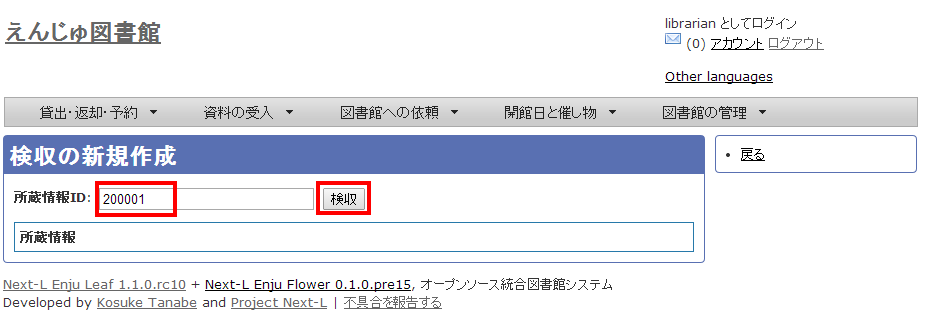 えんじゅ図書館
librarian としてログイン
(0) アカウント ログアウト
Other languages
貸出・返却・予約 資料の受入 図書館への依頼 開館日と催し物 図書館の管理
検収の新規作成
戻る
所蔵情報ID: 200001 検収
所蔵情報
Next-L Enju Leaf 1.1.0.rc10 + Next-L Enju Flower 0.1.0.pre15, オープンソース統合図書館システム
Developed by Kosuke Tanabe and Project Next-L | 不具合を報告する